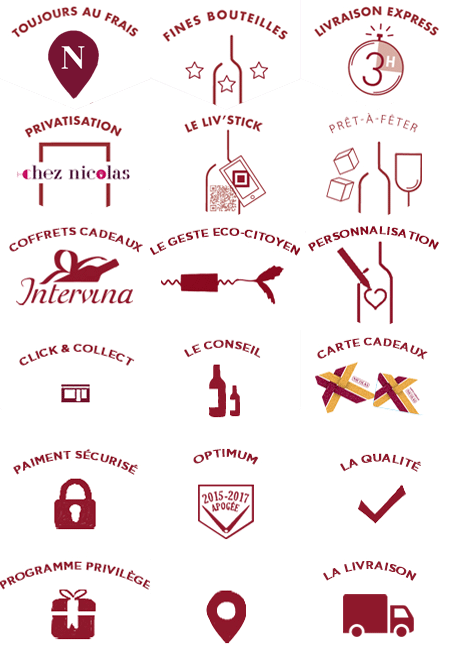 TOUJOURS AU FRAIS
N
FINES BOUTEILLES
LIVRAISON EXPRESS
3H
PRIVATISATION
chez nicolas
LE LIV'STICK
PRÊT-À-FÊTER
COFFRETS CADEAUX
Intervina
LE GESTE ECO-CITOYEN
PERSONNALISATION
CLICK & COLLECT
LE CONSEIL
CARTE CADEAUX
NICOLAS
NICOLAS
PAIMENT SÉCURISÉ
OPTIMUM
2015-2017
APOGÉE
LA QUALITÉ
PROGRAMME PRIVILÈGE
LA LIVRAISON